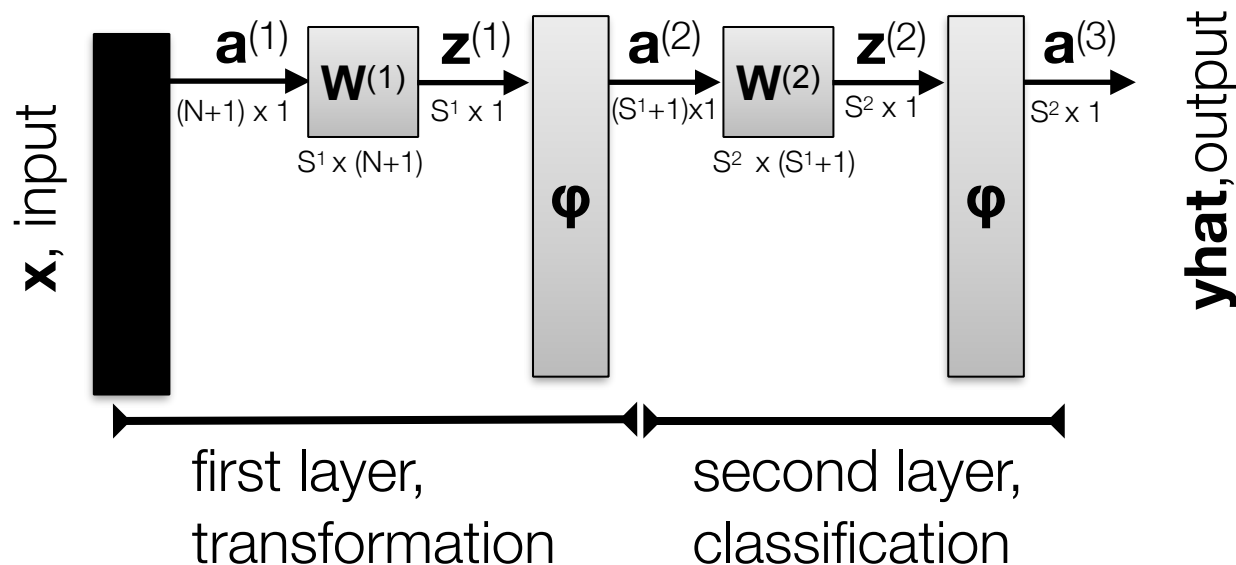 x, input
a(1)
(N+1) x 1
W(1)
S¹ x (N+1)
z(1)
S¹ x 1
φ
a(2)
(S¹+1)x1
W(2)
S² x (S¹+1)
z(2)
S² x 1
φ
a(3)
S² x 1
yhat,output
first layer,
transformation
second layer,
classification